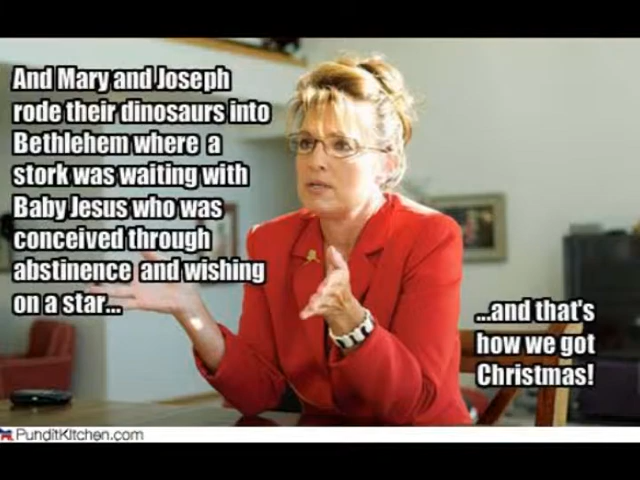 And Mary and Joseph
rode their dinosaurs into
Bethlehem where a
stork was waiting with
Baby Jesus who was
conceived through
abstinence and wishing
on a star...
...and that's
how we got
Christmas!
PunditKitchen.com